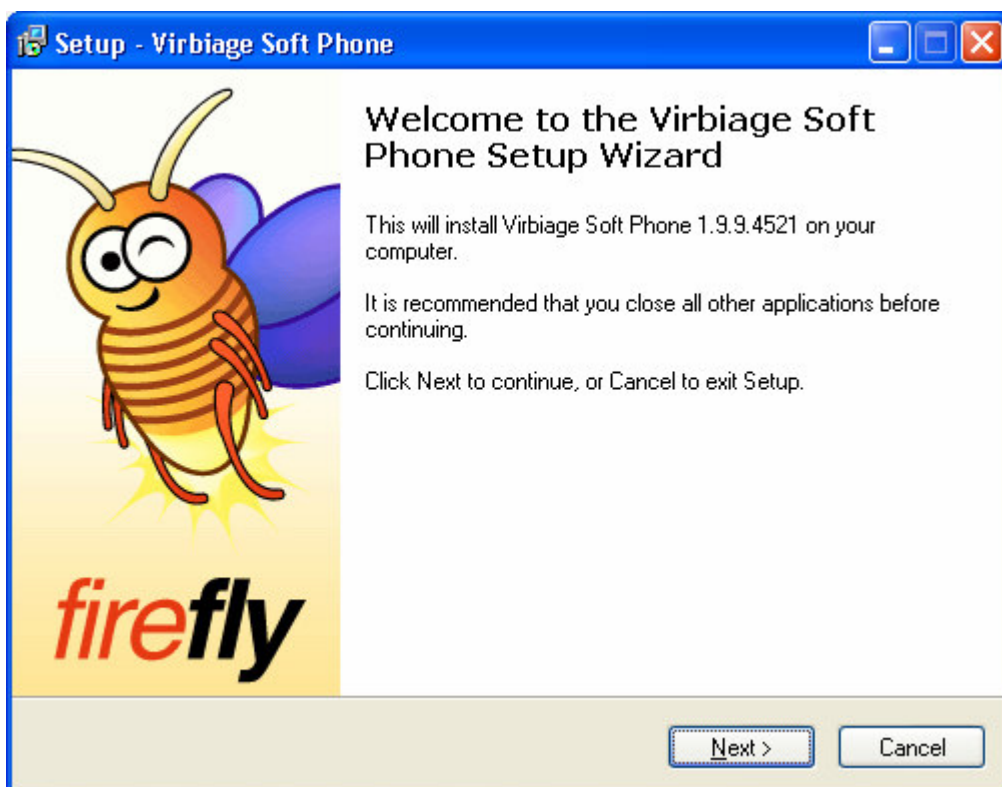 Setup - Virbiage Soft Phone
Welcome to the Virbiage Soft
Phone Setup Wizard
This will install Virbiage Soft Phone 1.9.9.4521 on your
computer.
It is recommended that you close all other applications before
continuing.
Click Next to continue, or Cancel to exit Setup.
firefly
Next >
Cancel